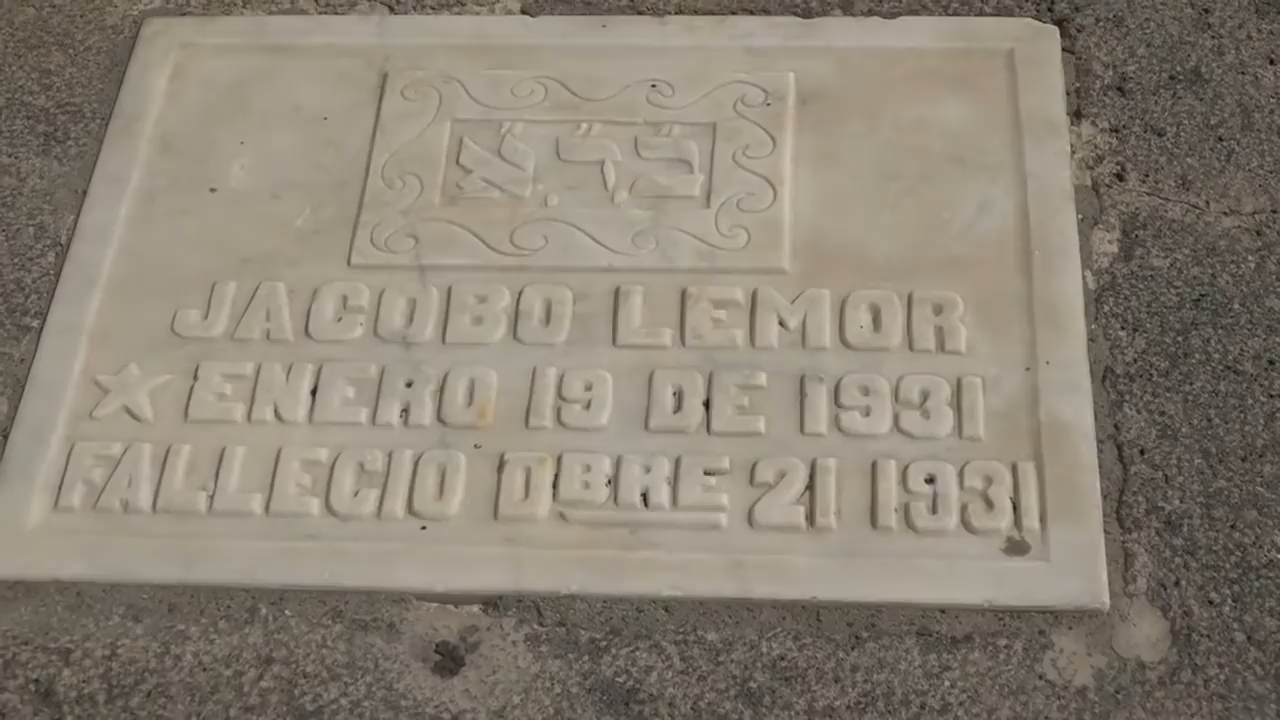 ב״.ד״.א״
JACOBO LEMOR
★ ENERO 19 DE 1931
FALLECIO DBRE 21 1931